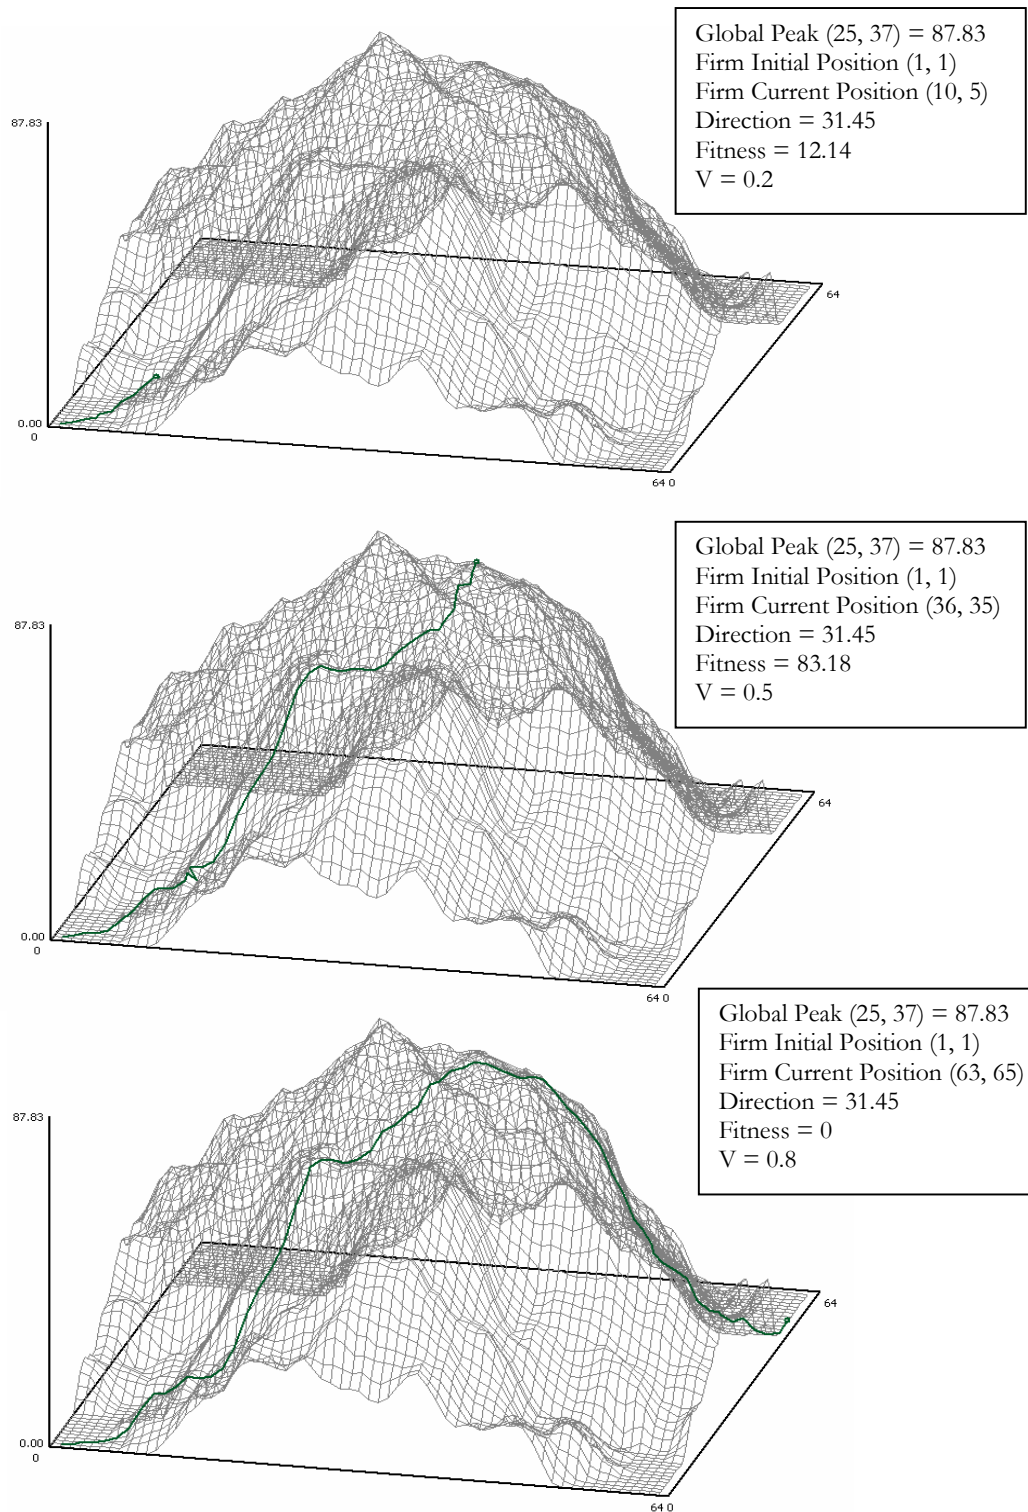 Global Peak (25, 37) = 87.83
Firm Initial Position (1, 1)
Firm Current Position (10, 5)
Direction = 31.45
Fitness = 12.14
V = 0.2
87.83
64
0.00
0
64 0
Global Peak (25, 37) = 87.83
Firm Initial Position (1, 1)
Firm Current Position (36, 35)
Direction = 31.45
Fitness = 83.18
V = 0.5
87.83
64
0.00
0
64 0
Global Peak (25, 37) = 87.83
Firm Initial Position (1, 1)
Firm Current Position (63, 65)
Direction = 31.45
Fitness = 0
V = 0.8
87.83
64
0.00
0
64 0